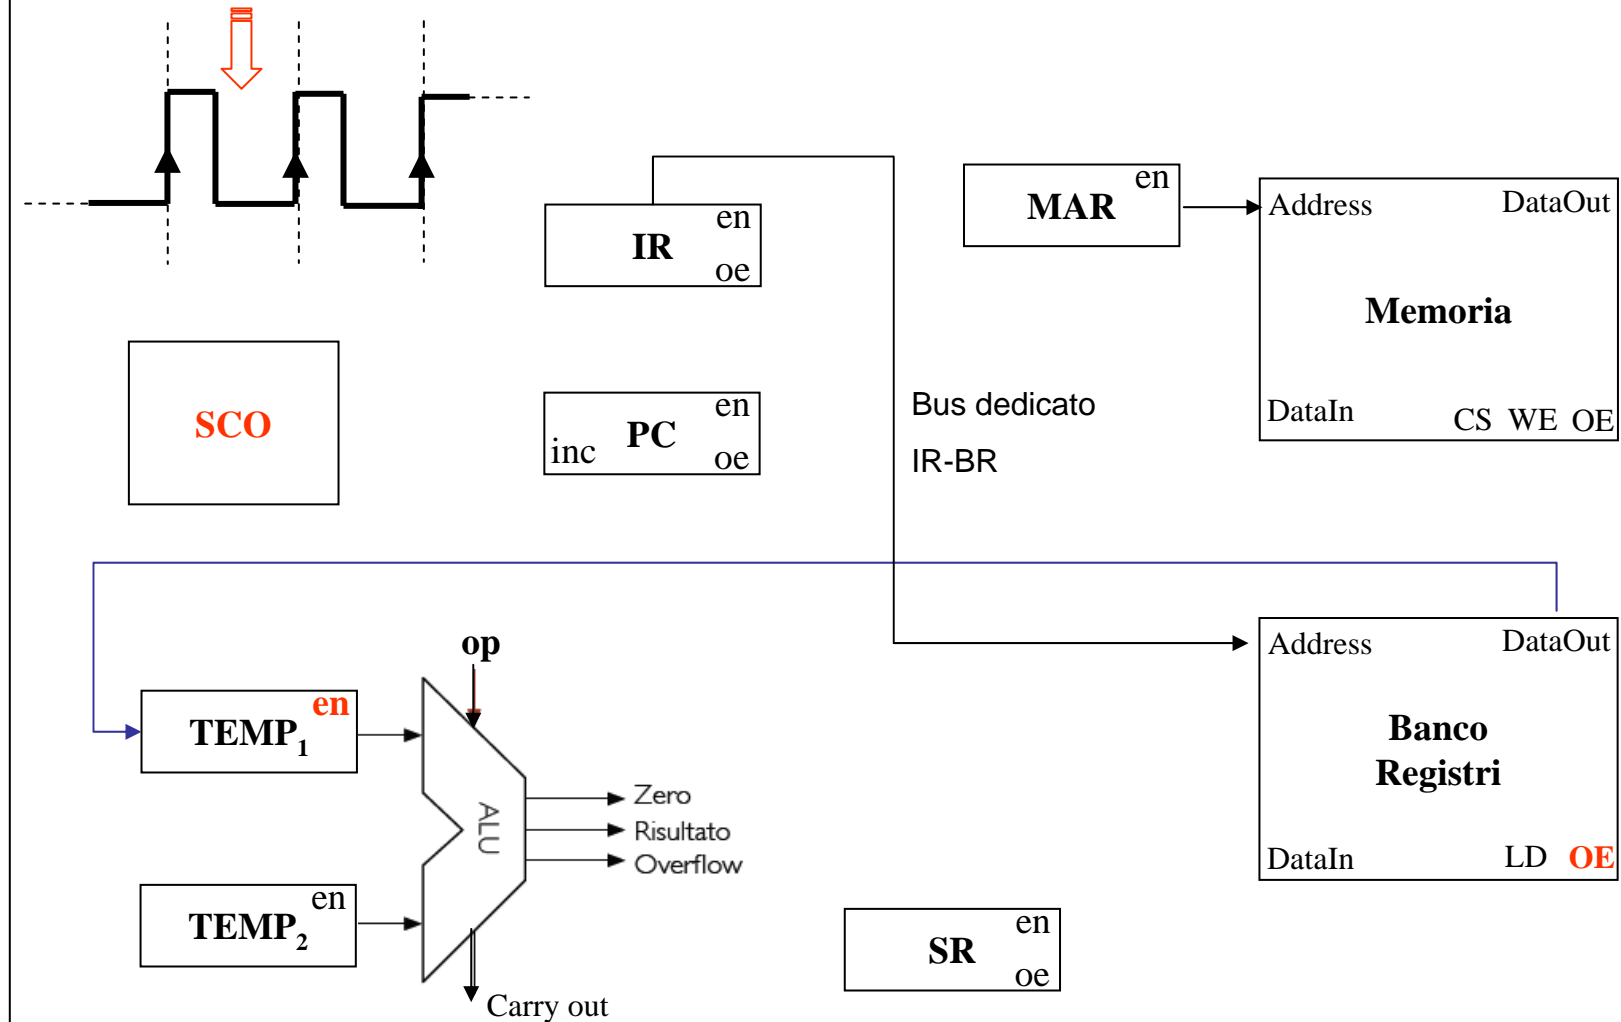 en
MAR
Address DataOut
en
IR
oe
Memoria
SCO
en
inc PC
oe
Bus dedicato
DataIn CS WE OE
IR-BR
op
Address DataOut
en
TEMP1
Banco
Registri
ALU
Zero
Risultato
Overflow
DataIn LD OE
en
TEMP2
en
SR
oe
Carry out